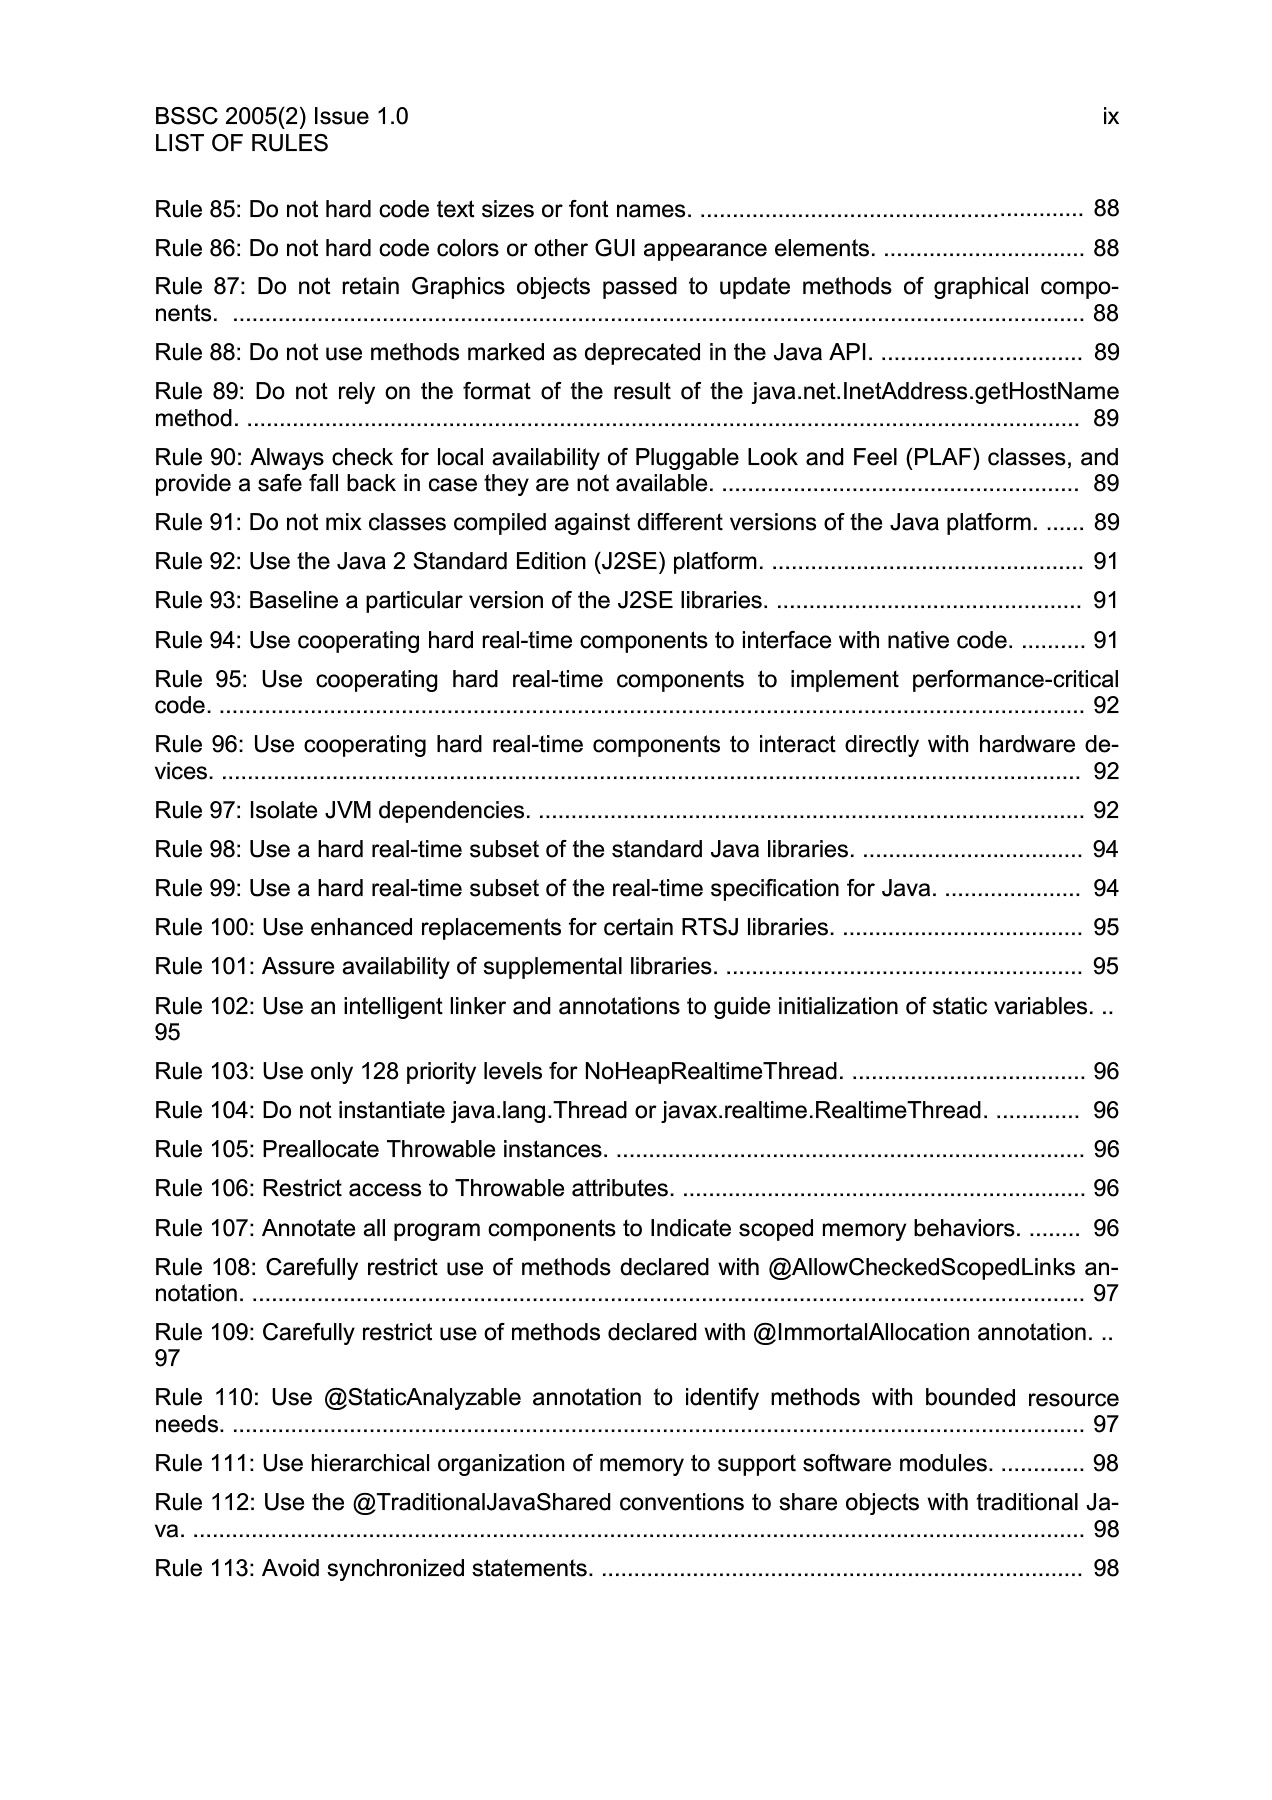 BSSC 2005(2) Issue 1.0 ix
LIST OF RULES
Rule 85: Do not hard code text sizes or font names. .......................................................... 88
Rule 86: Do not hard code colors or other GUI appearance elements. ............................... 88
Rule 87: Do not retain Graphics objects passed to update methods of graphical compo-
nents. ................................................................................................................................... 88
Rule 88: Do not use methods marked as deprecated in the Java API. ............................... 89
Rule 89: Do not rely on the format of the result of the java.net.InetAddress.getHostName
method. ................................................................................................................................ 89
Rule 90: Always check for local availability of Pluggable Look and Feel (PLAF) classes, and
provide a safe fall back in case they are not available. ....................................................... 89
Rule 91: Do not mix classes compiled against different versions of the Java platform. ...... 89
Rule 92: Use the Java 2 Standard Edition (J2SE) platform. ................................................ 91
Rule 93: Baseline a particular version of the J2SE libraries. ............................................... 91
Rule 94: Use cooperating hard real-time components to interface with native code. .......... 91
Rule 95: Use cooperating hard real-time components to implement performance-critical
code. ..................................................................................................................................... 92
Rule 96: Use cooperating hard real-time components to interact directly with hardware de-
vices. .................................................................................................................................... 92
Rule 97: Isolate JVM dependencies. .................................................................................... 92
Rule 98: Use a hard real-time subset of the standard Java libraries. .................................. 94
Rule 99: Use a hard real-time subset of the real-time specification for Java. ..................... 94
Rule 100: Use enhanced replacements for certain RTSJ libraries. ..................................... 95
Rule 101: Assure availability of supplemental libraries. ....................................................... 95
Rule 102: Use an intelligent linker and annotations to guide initialization of static variables. ..
95
Rule 103: Use only 128 priority levels for NoHeapRealtimeThread. .................................... 96
Rule 104: Do not instantiate java.lang.Thread or javax.realtime.RealtimeThread. ............. 96
Rule 105: Preallocate Throwable instances. ........................................................................ 96
Rule 106: Restrict access to Throwable attributes. .............................................................. 96
Rule 107: Annotate all program components to Indicate scoped memory behaviors. ........ 96
Rule 108: Carefully restrict use of methods declared with @AllowCheckedScopedLinks an-
notation. ................................................................................................................................ 97
Rule 109: Carefully restrict use of methods declared with @ImmortalAllocation annotation. ..
97
Rule 110: Use @StaticAnalyzable annotation to identify methods with bounded resource
needs. ................................................................................................................................... 97
Rule 111: Use hierarchical organization of memory to support software modules. ............. 98
Rule 112: Use the @TraditionalJavaShared conventions to share objects with traditional Ja-
va. ......................................................................................................................................... 98
Rule 113: Avoid synchronized statements. .......................................................................... 98